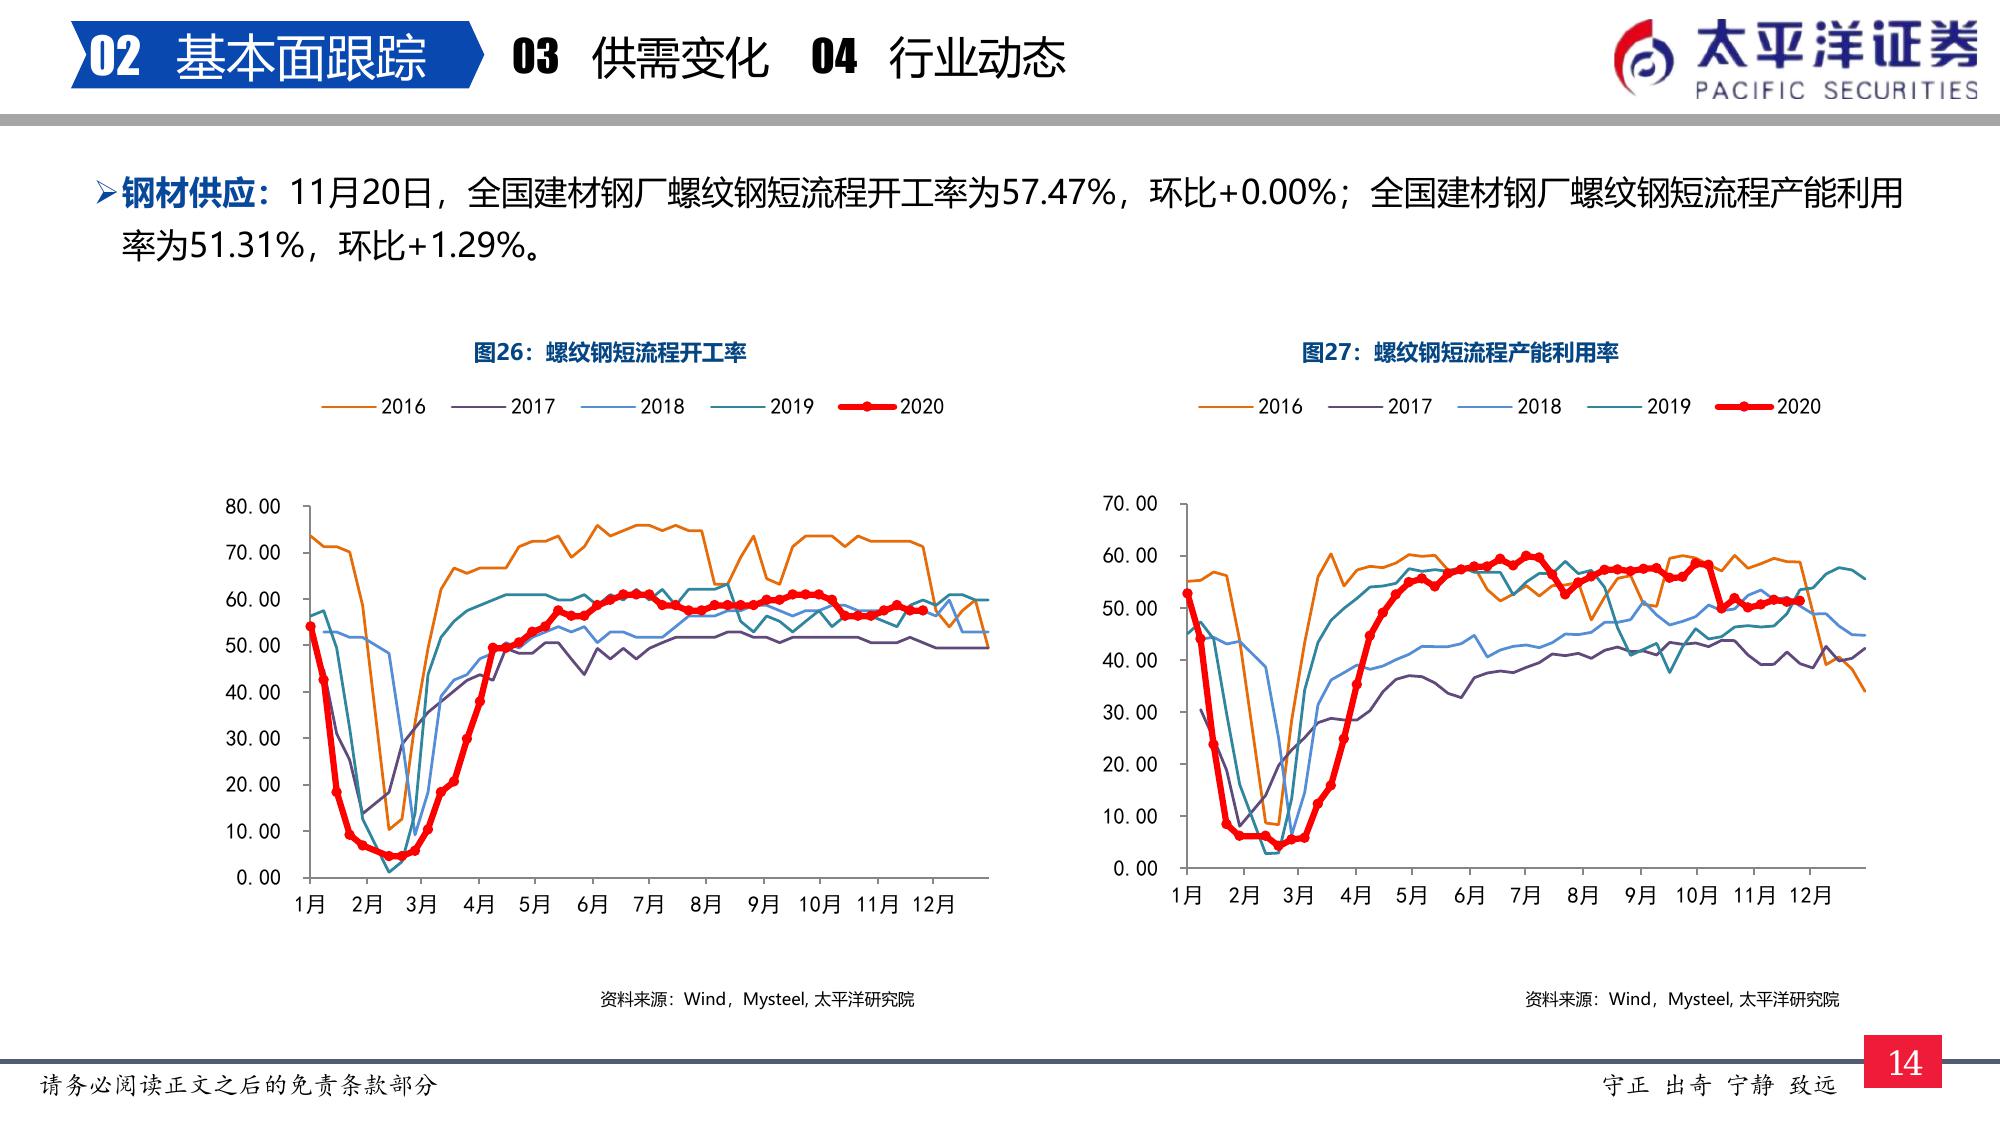 02 基本面跟踪 03 供需变化 04 行业动态
太平洋证券
PACIFIC SECURITIES
➢钢材供应：11月20日，全国建材钢厂螺纹钢短流程开工率为57.47%，环比+0.00%；全国建材钢厂螺纹钢短流程产能利用
率为51.31%，环比+1.29%。
图26：螺纹钢短流程开工率
2016 2017 2018 2019 2020
80.00
70.00
60.00
50.00
40.00
30.00
20.00
10.00
0.00
1月 2月 3月 4月 5月 6月 7月 8月 9月 10月 11月 12月
资料来源：Wind，Mysteel, 太平洋研究院
图27：螺纹钢短流程产能利用率
2016 2017 2018 2019 2020
70.00
60.00
50.00
40.00
30.00
20.00
10.00
0.00
1月 2月 3月 4月 5月 6月 7月 8月 9月 10月 11月 12月
资料来源：Wind，Mysteel, 太平洋研究院
请务必阅读正文之后的免责条款部分
守正 出奇 宁静 致远
14